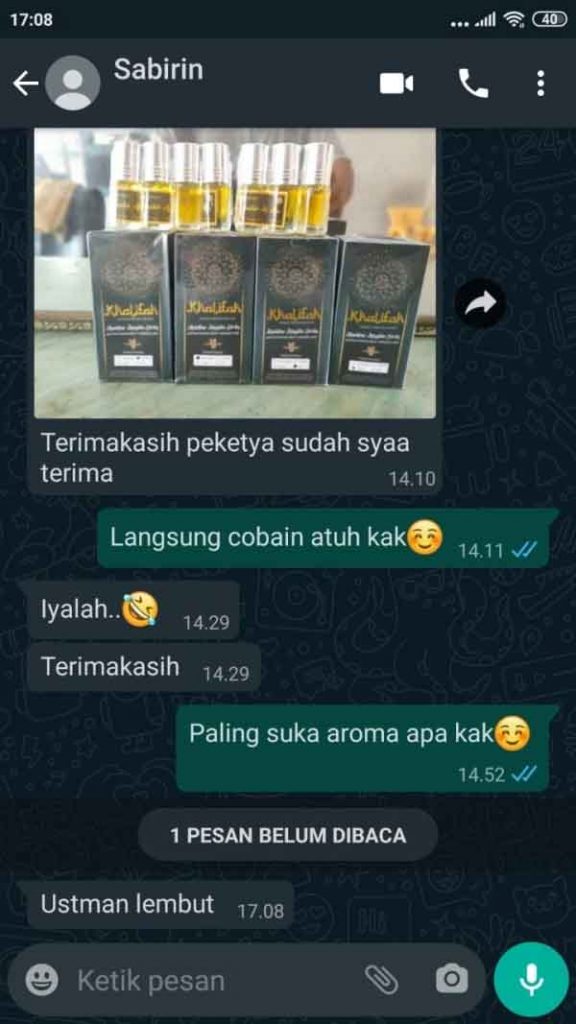 17:08
40
Sabirin
Khalifah
Khalifah
Khalifah
Khalifah
Terimakasih peketya sudah syaa
terima
14.10
Langsung cobain atuh kak☺️
14.11
Iyalah..🤣
14.29
Terimakasih
14.29
Paling suka aroma apa kak☺️
14.52
1 PESAN BELUM DIBACA
Ustman lembut
17.08
Ketik pesan